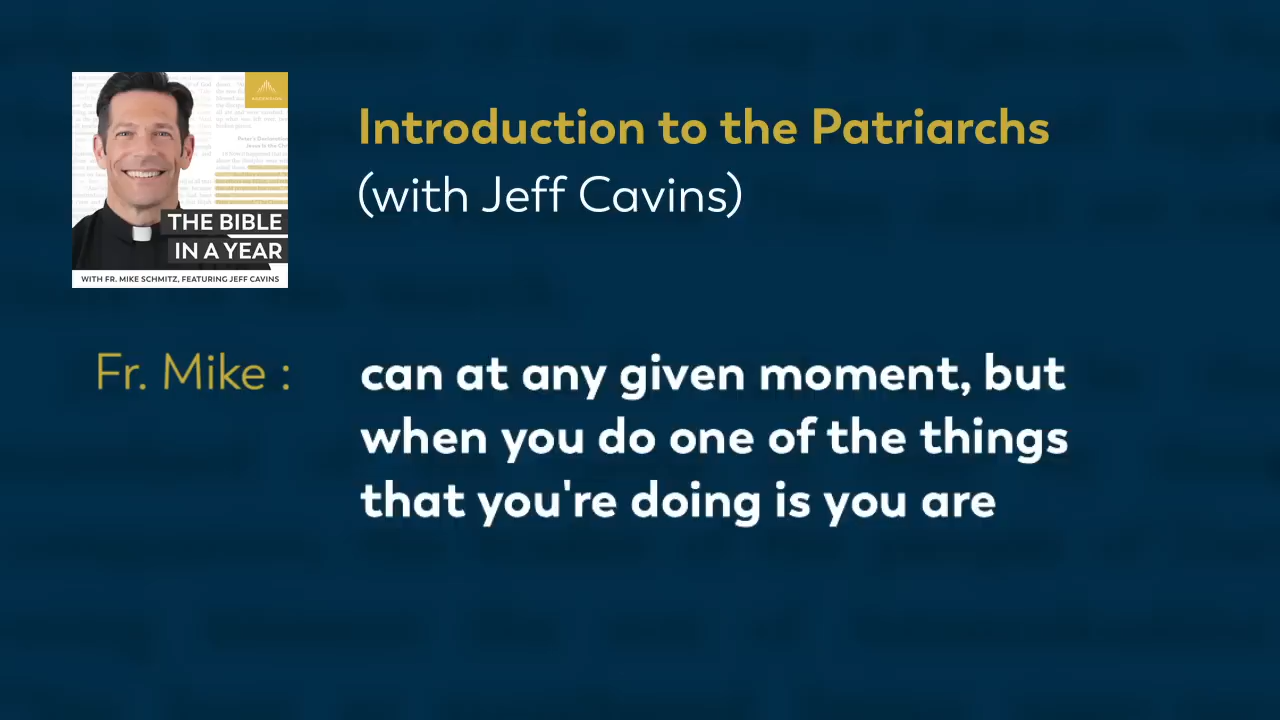 Introduction to the Patriarchs
(with Jeff Cavins)
THE BIBLE
IN A YEAR
WITH FR. MIKE SCHMITZ, FEATURING JEFF CAVINS
Fr. Mike :
can at any given moment, but
when you do one of the things
that you're doing is you are